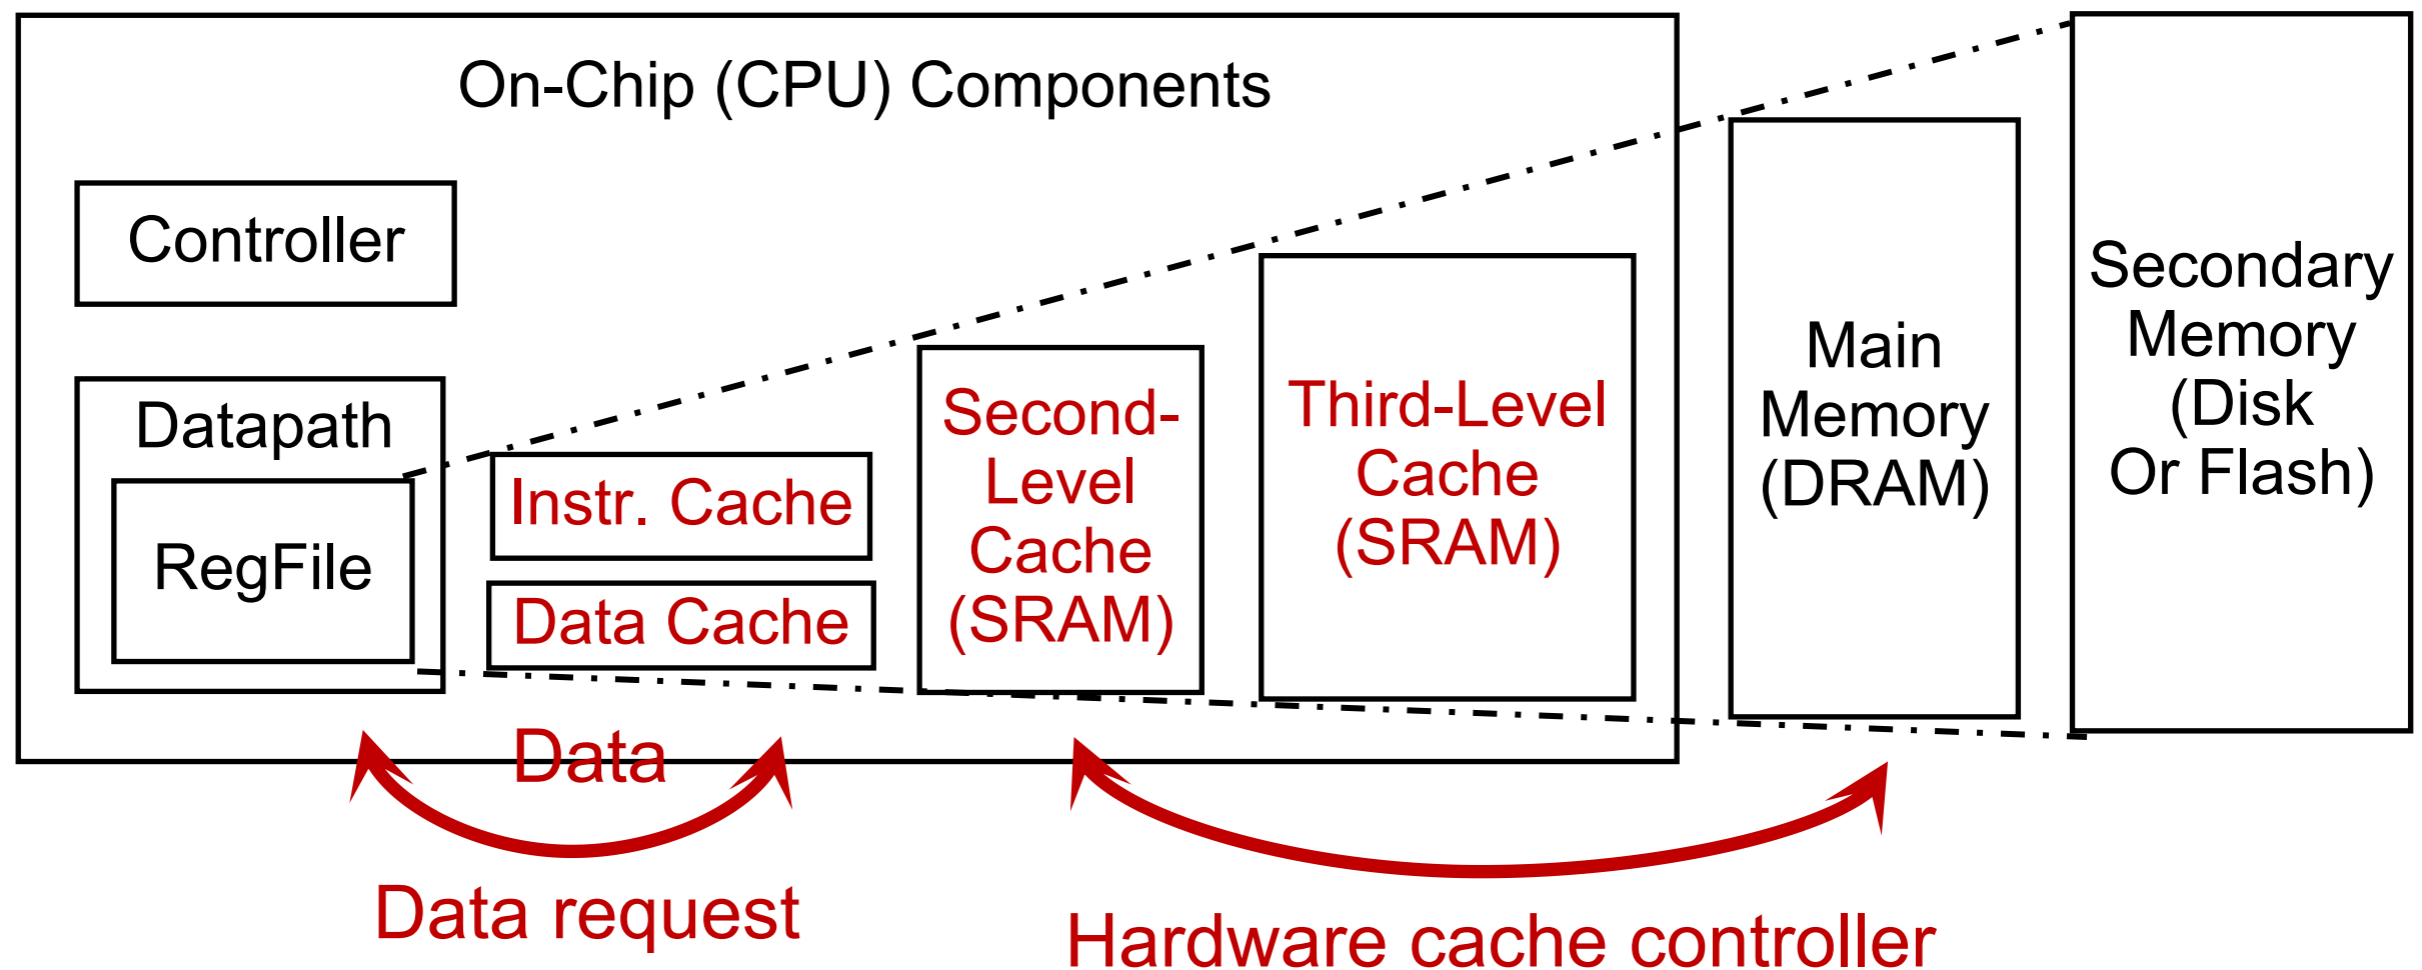 On-Chip (CPU) Components
Controller
Datapath
RegFile
Instr. Cache
Data Cache
Second-
Level
Cache
(SRAM)
Third-Level
Cache
(SRAM)
Main
Memory
(DRAM)
Secondary
Memory
(Disk
Or Flash)
Data
Data request
Hardware cache controller